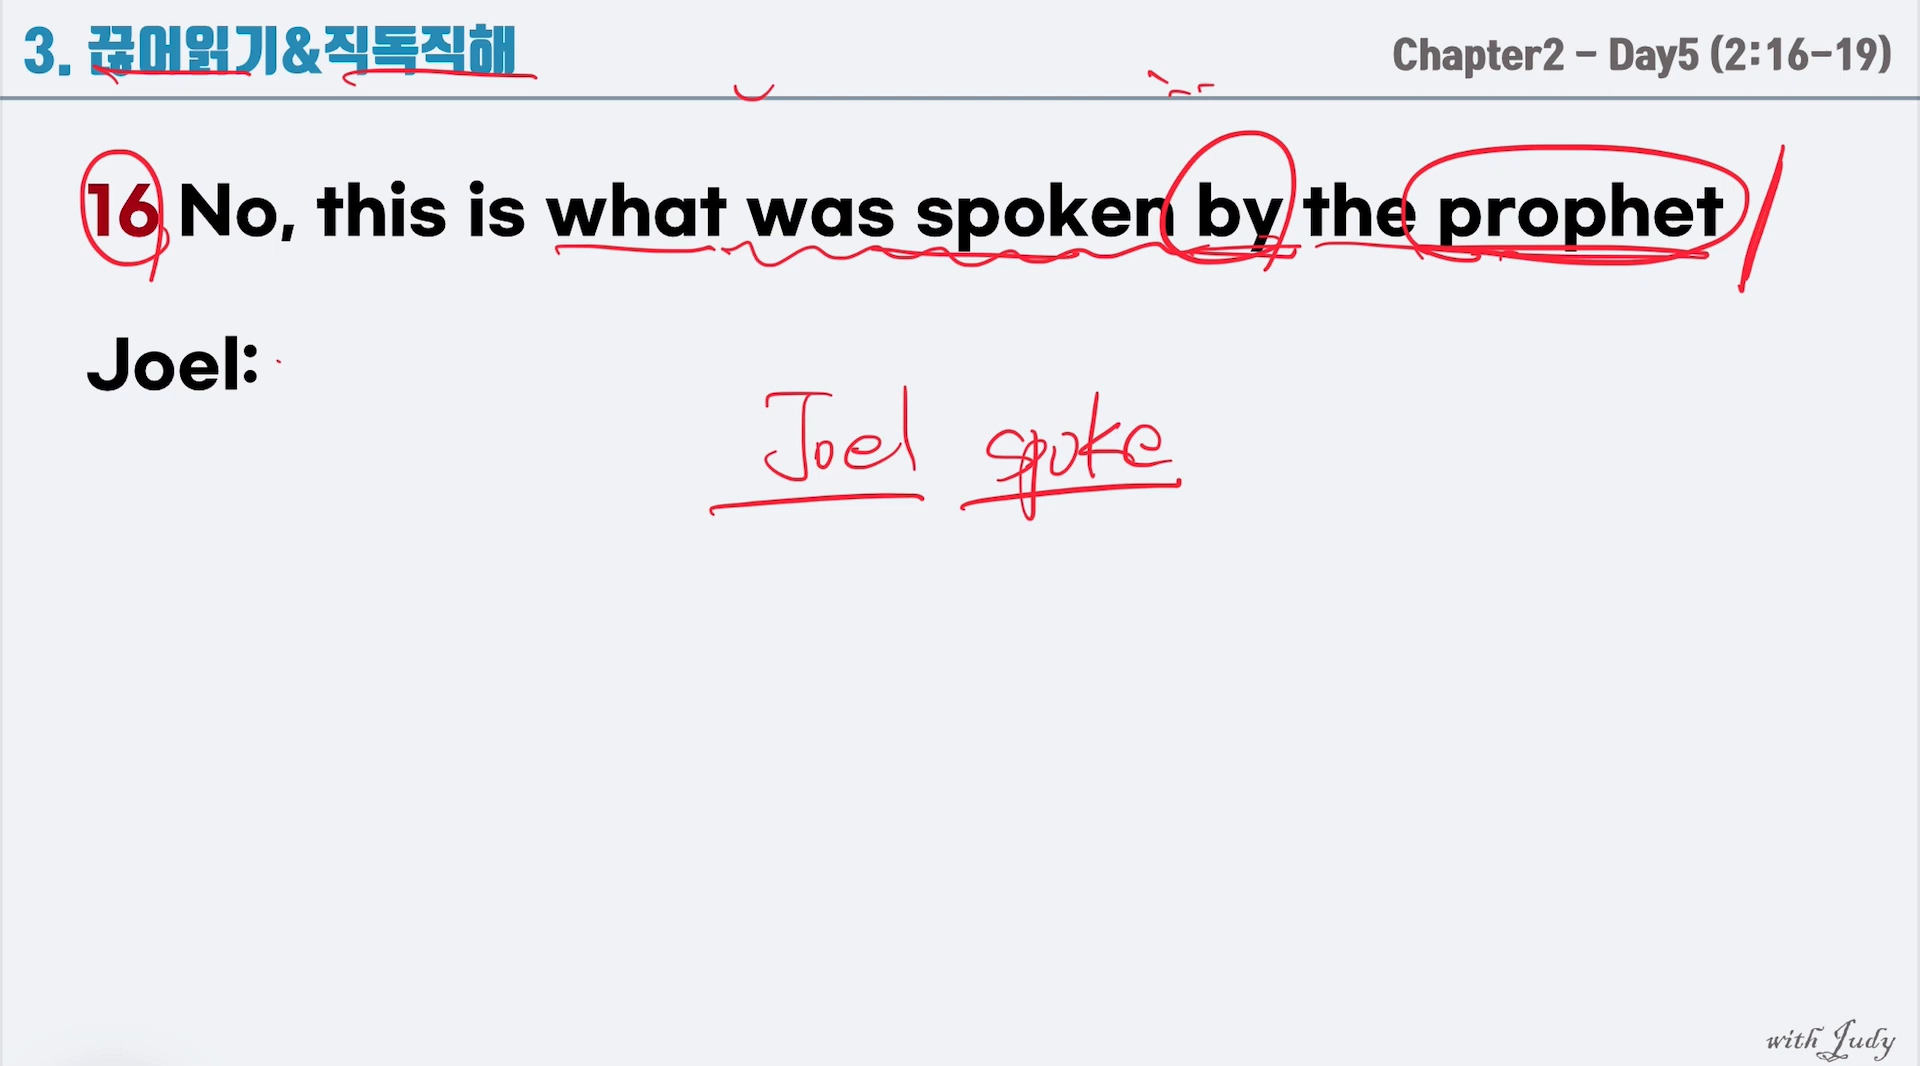 3. 끊어읽기&직독직해
Chapter2 - Day5 (2:16-19)
16 No, this is what was spoken by the prophet
Joel:
Joel spoke
with Judy